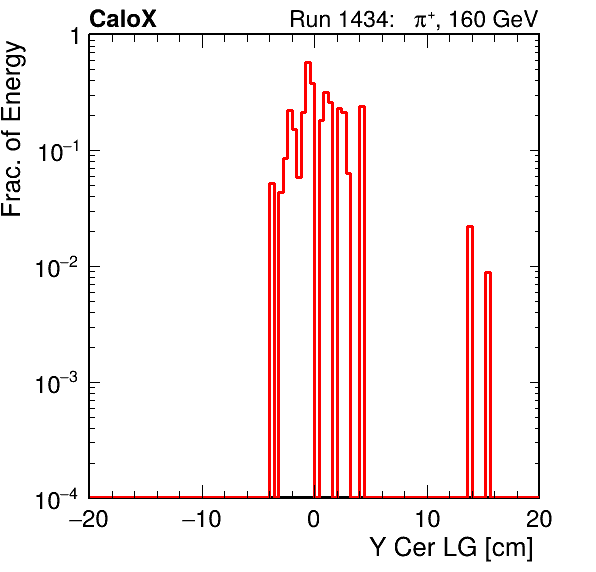 CaloX Run 1434: π⁺, 160 GeV
Frac. of Energy
1
10⁻¹
10⁻²
10⁻³
10⁻⁴
−20 −10 0 10 20
Y Cer LG [cm]